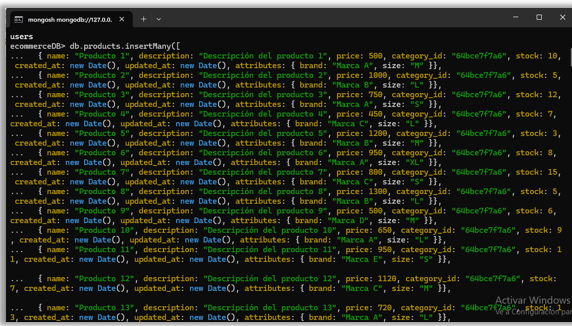 mongosh mongodb://127.0.0.
users
ecommerceDB> db.products.insertMany([
...   { name: "Producto 1", description: "Descripción del producto 1", price: 500, category_id: "64bce7f7a6", stock: 10,
 created_at: new Date(), updated_at: new Date(), attributes: { brand: "Marca A", size: "M" }},
...   { name: "Producto 2", description: "Descripción del producto 2", price: 1000, category_id: "64bce7f7a6", stock: 5,
 created_at: new Date(), updated_at: new Date(), attributes: { brand: "Marca B", size: "L" }},
...   { name: "Producto 3", description: "Descripción del producto 3", price: 750, category_id: "64bce7f7a6", stock: 12,
 created_at: new Date(), updated_at: new Date(), attributes: { brand: "Marca A", size: "S" }},
...   { name: "Producto 4", description: "Descripción del producto 4", price: 450, category_id: "64bce7f7a6", stock: 7,
 created_at: new Date(), updated_at: new Date(), attributes: { brand: "Marca C", size: "L" }},
...   { name: "Producto 5", description: "Descripción del producto 5", price: 1200, category_id: "64bce7f7a6", stock: 3,
 created_at: new Date(), updated_at: new Date(), attributes: { brand: "Marca B", size: "M" }},
...   { name: "Producto 6", description: "Descripción del producto 6", price: 950, category_id: "64bce7f7a6", stock: 8,
 created_at: new Date(), updated_at: new Date(), attributes: { brand: "Marca A", size: "XL" }},
...   { name: "Producto 7", description: "Descripción del producto 7", price: 800, category_id: "64bce7f7a6", stock: 15,
 created_at: new Date(), updated_at: new Date(), attributes: { brand: "Marca C", size: "S" }},
...   { name: "Producto 8", description: "Descripción del producto 8", price: 1300, category_id: "64bce7f7a6", stock: 5,
 created_at: new Date(), updated_at: new Date(), attributes: { brand: "Marca B", size: "L" }},
...   { name: "Producto 9", description: "Descripción del producto 9", price: 500, category_id: "64bce7f7a6", stock: 6,
 created_at: new Date(), updated_at: new Date(), attributes: { brand: "Marca D", size: "M" }},
...   { name: "Producto 10", description: "Descripción del producto 10", price: 650, category_id: "64bce7f7a6", stock: 9
, created_at: new Date(), updated_at: new Date(), attributes: { brand: "Marca A", size: "L" }},
...   { name: "Producto 11", description: "Descripción del producto 11", price: 950, category_id: "64bce7f7a6", stock: 1
1, created_at: new Date(), updated_at: new Date(), attributes: { brand: "Marca E", size: "S" }},
...   { name: "Producto 12", description: "Descripción del producto 12", price: 1120, category_id: "64bce7f7a6", stock:
7, created_at: new Date(), updated_at: new Date(), attributes: { brand: "Marca C", size: "M" }},
...   { name: "Producto 13", description: "Descripción del producto 13", price: 720, category_id: "64bce7f7a6", stock: 1
3, created_at: new Date(), updated_at: new Date(), attributes: { brand: "Marca A", size: "L" }},
Activar Windows
Ve a Configuración par